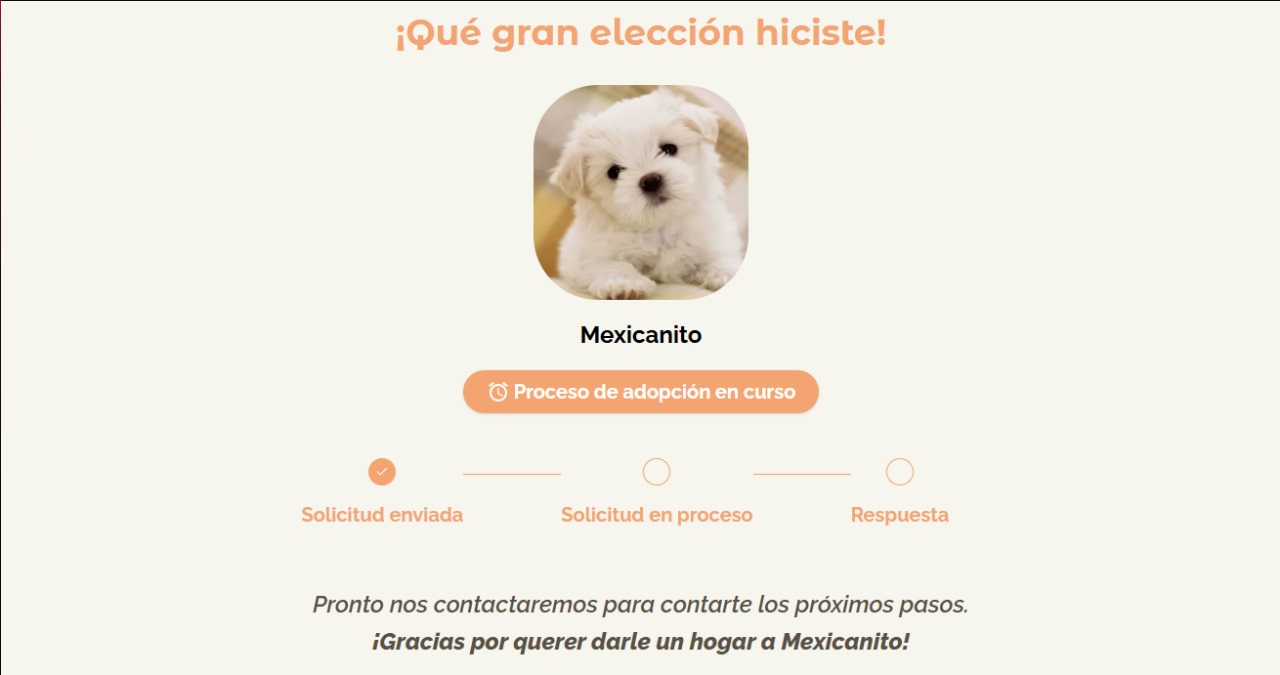 ¡Qué gran elección hiciste!
Mexicanito
Proceso de adopción en curso
Solicitud enviada
Solicitud en proceso
Respuesta
Pronto nos contactaremos para contarte los próximos pasos.
¡Gracias por querer darle un hogar a Mexicanito!